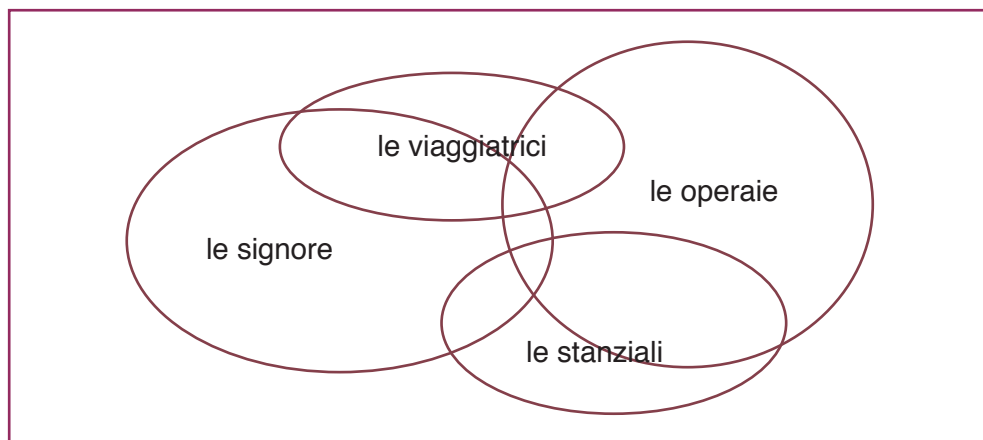 le viaggiatrici
le operaie
le signore
le stanziali